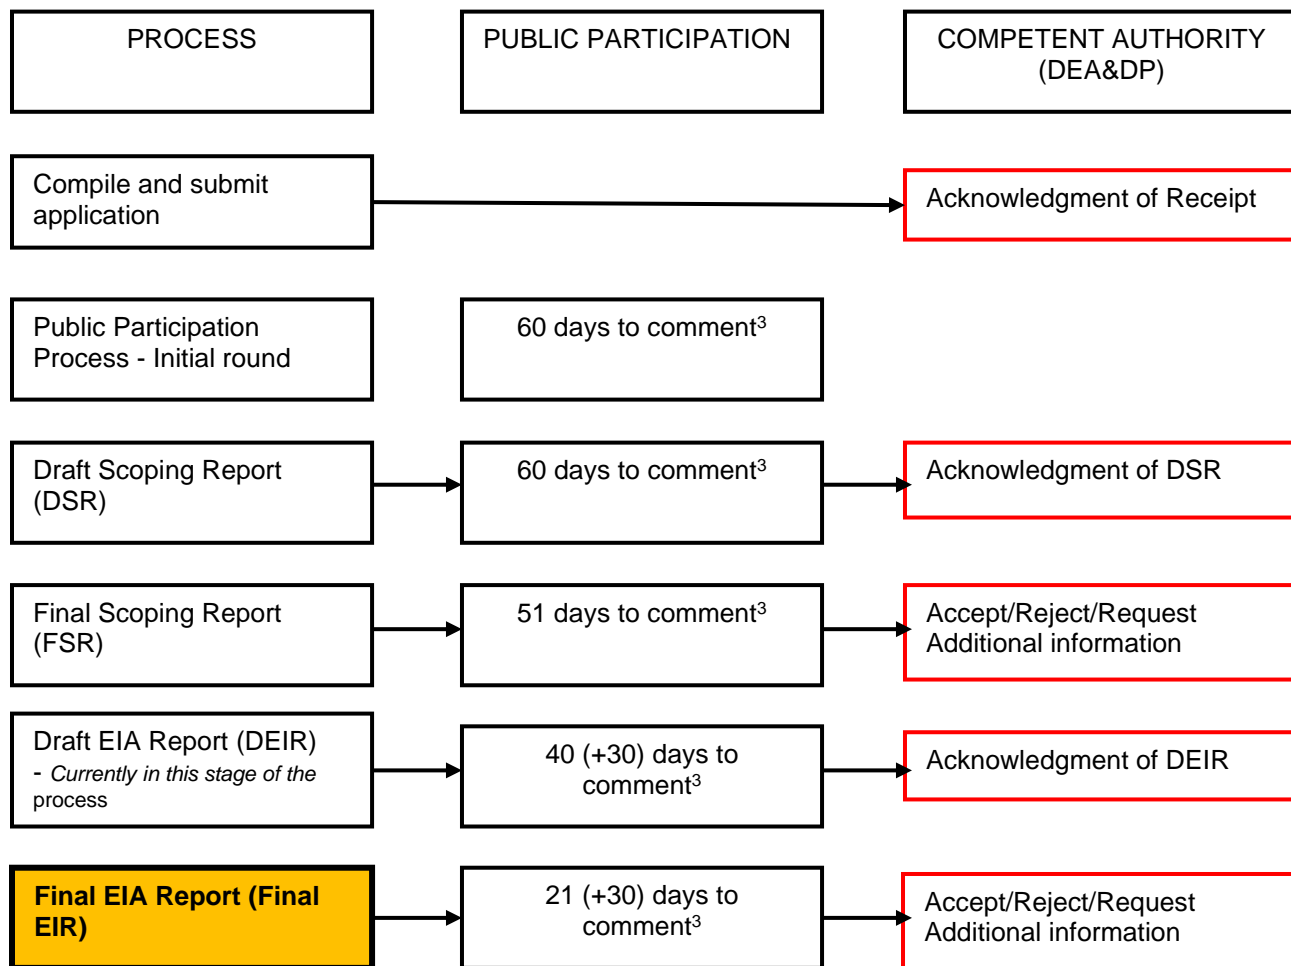 PROCESS
PUBLIC PARTICIPATION
COMPETENT AUTHORITY
(DEA&DP)
Compile and submit
application
Acknowledgment of Receipt
Public Participation
Process - Initial round
60 days to comment³
Draft Scoping Report
(DSR)
60 days to comment³
Acknowledgment of DSR
Final Scoping Report
(FSR)
51 days to comment³
Accept/Reject/Request
Additional information
Draft EIA Report (DEIR)
- Currently in this stage of the
process
40 (+30) days to
comment³
Acknowledgment of DEIR
Final EIA Report (Final
EIR)
21 (+30) days to
comment³
Accept/Reject/Request
Additional information